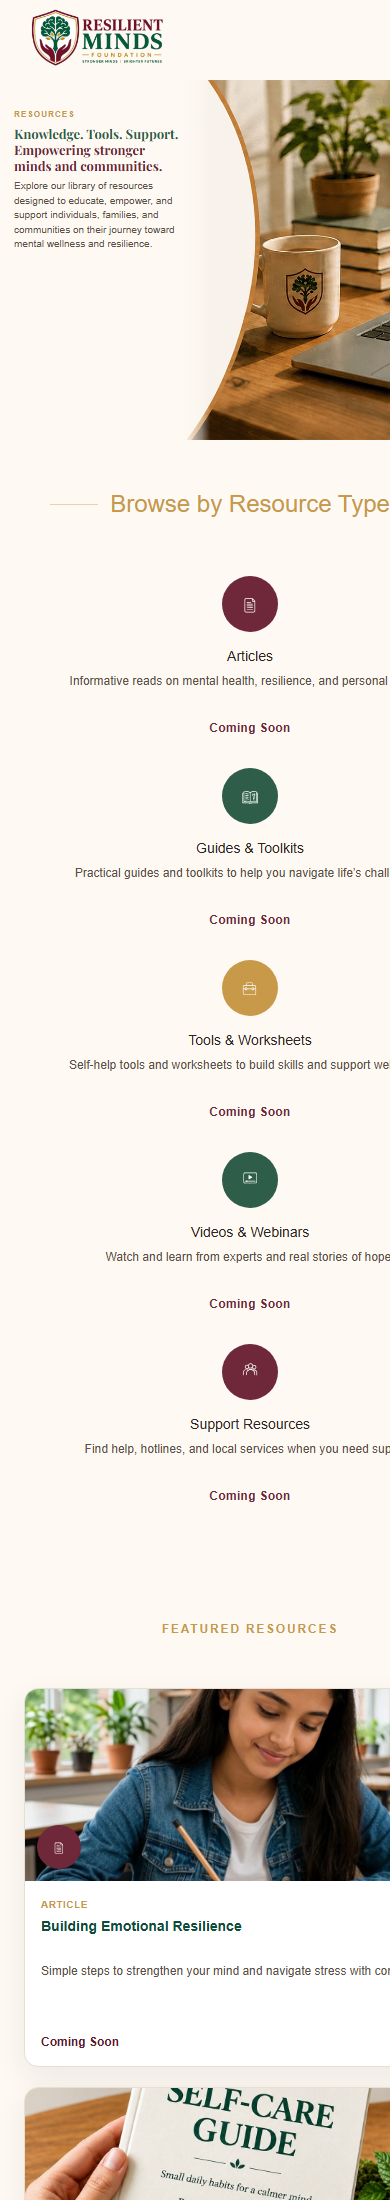 RESILIENT
MINDS
FOUNDATION
STRONGER MINDS | BRIGHTER FUTURES
RESOURCES
Knowledge. Tools. Support.
Empowering stronger
minds and communities.
Explore our library of resources
designed to educate, empower, and
support individuals, families, and
communities on their journey toward
mental wellness and resilience.
Browse by Resource Type
Articles
Informative reads on mental health, resilience, and personal
Coming Soon
Guides & Toolkits
Practical guides and toolkits to help you navigate life's chall
Coming Soon
Tools & Worksheets
Self-help tools and worksheets to build skills and support we
Coming Soon
Videos & Webinars
Watch and learn from experts and real stories of hope
Coming Soon
Support Resources
Find help, hotlines, and local services when you need sup
Coming Soon
FEATURED RESOURCES
ARTICLE
Building Emotional Resilience
Simple steps to strengthen your mind and navigate stress with con
Coming Soon
SELF-CARE
GUIDE
Small daily habits for a calmer mind